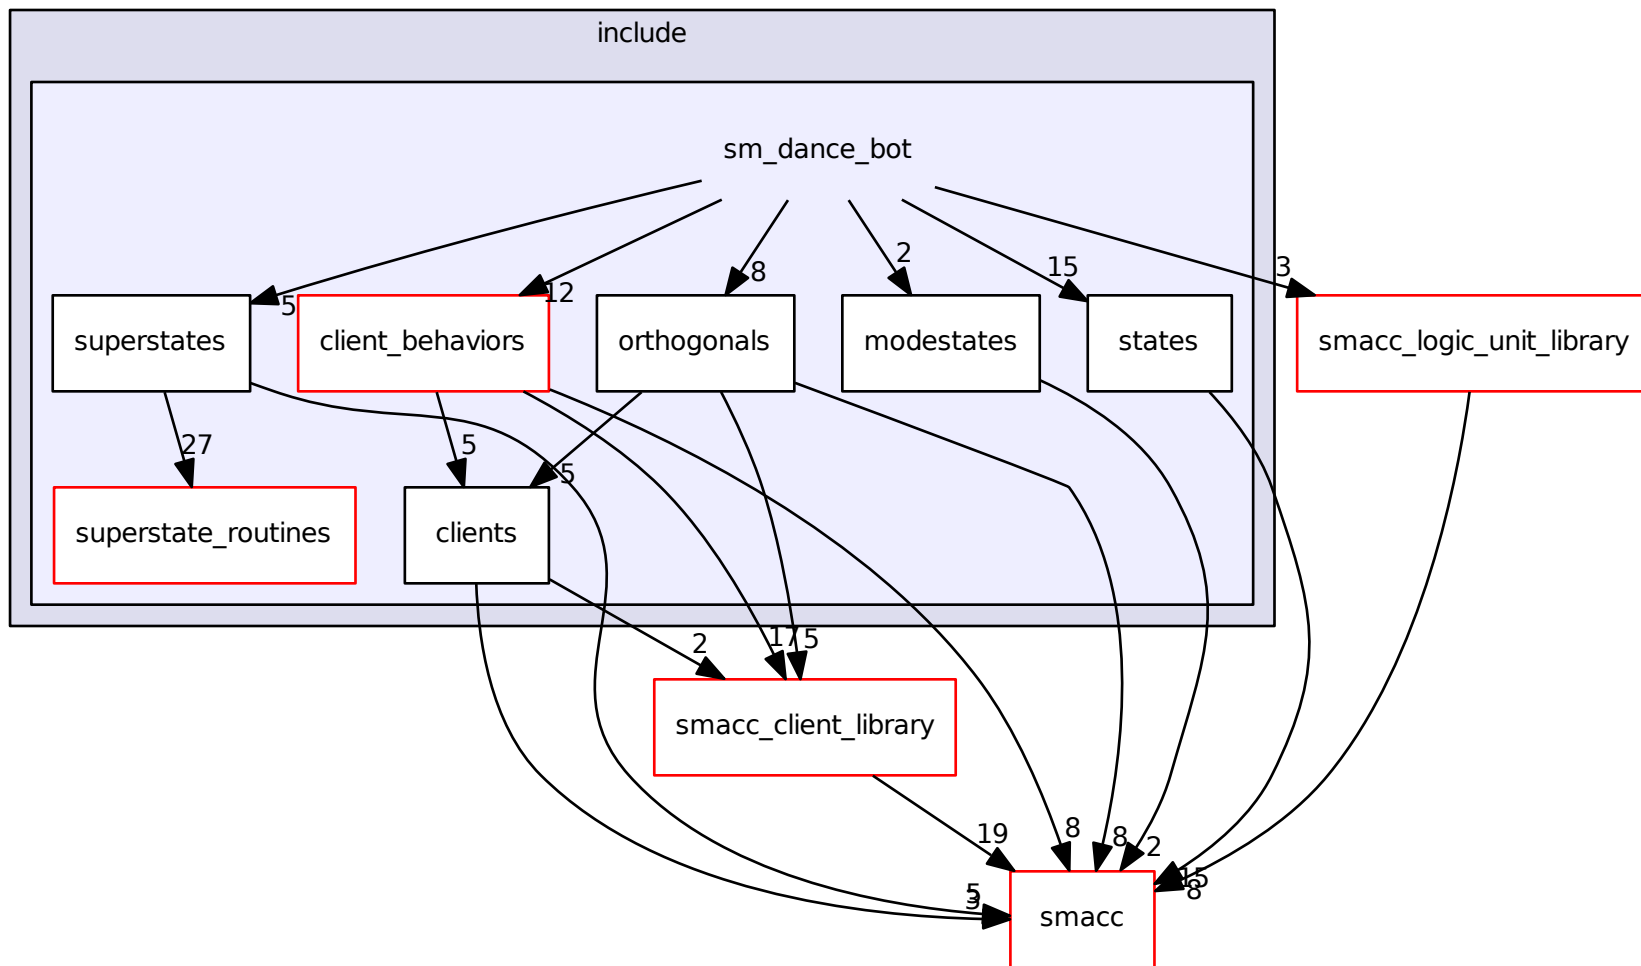 include
sm_dance_bot
2
15
3
8
12
5
superstates
client_behaviors
orthogonals
modestates
states
smacc_logic_unit_library
27
5
5
superstate_routines
clients
2
17
5
smacc_client_library
19
8
8
2
15
8
5
smacc